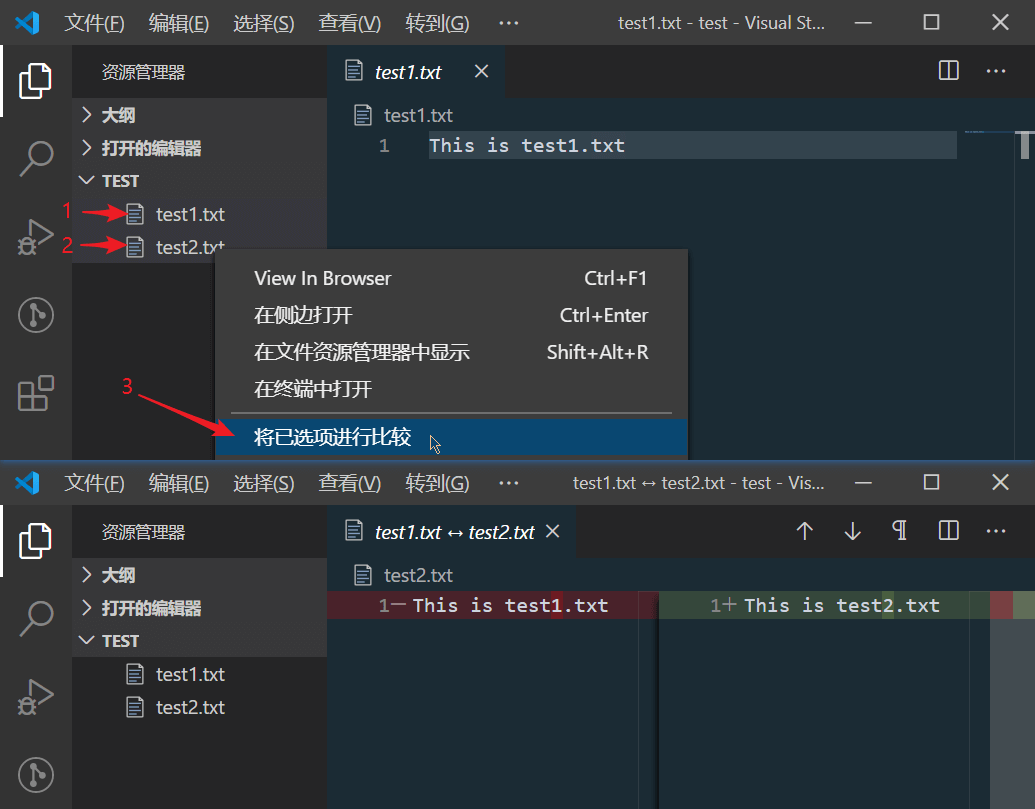 文件(F) 编辑(E) 选择(S) 查看(V) 转到(G) ··· test1.txt - test - Visual St...
资源管理器
test1.txt
大纲
打开的编辑器
TEST
1 test1.txt
2 test2.txt
test1.txt
1 This is test1.txt
View In Browser Ctrl+F1
在侧边打开 Ctrl+Enter
在文件资源管理器中显示 Shift+Alt+R
在终端中打开
3 将已选项进行比较
文件(F) 编辑(E) 选择(S) 查看(V) 转到(G) ··· test1.txt ↔ test2.txt - test - Vis...
资源管理器
test1.txt ↔ test2.txt
大纲
打开的编辑器
TEST
test1.txt
test2.txt
test2.txt
1− This is test1.txt
1+ This is test2.txt